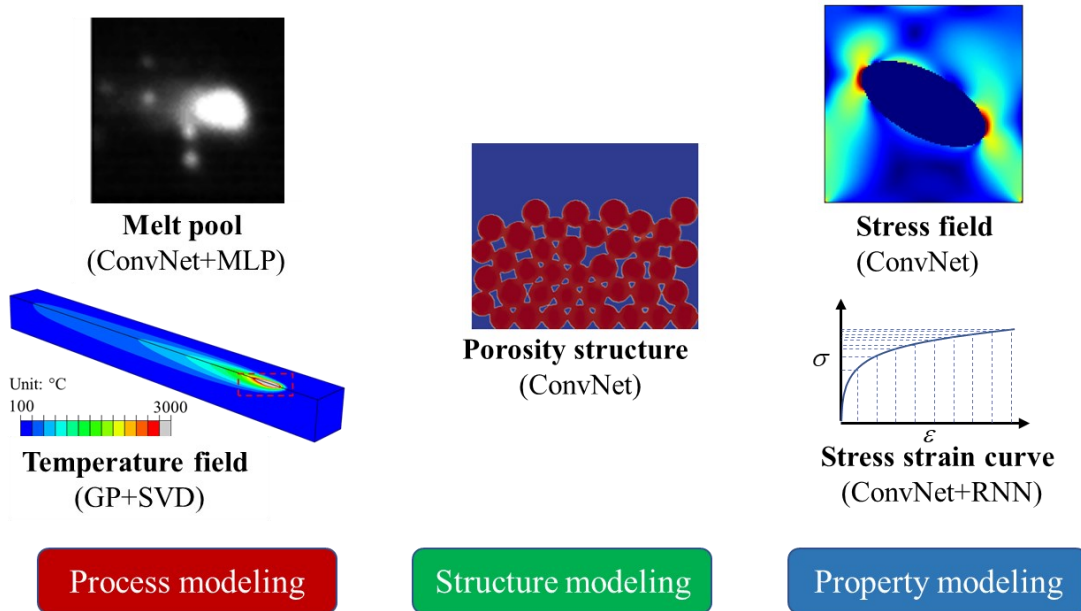 Melt pool
(ConvNet+MLP)
Unit: °C
100 3000
Temperature field
(GP+SVD)
Porosity structure
(ConvNet)
Stress field
(ConvNet)
σ
ε
Stress strain curve
(ConvNet+RNN)
Process modeling
Structure modeling
Property modeling